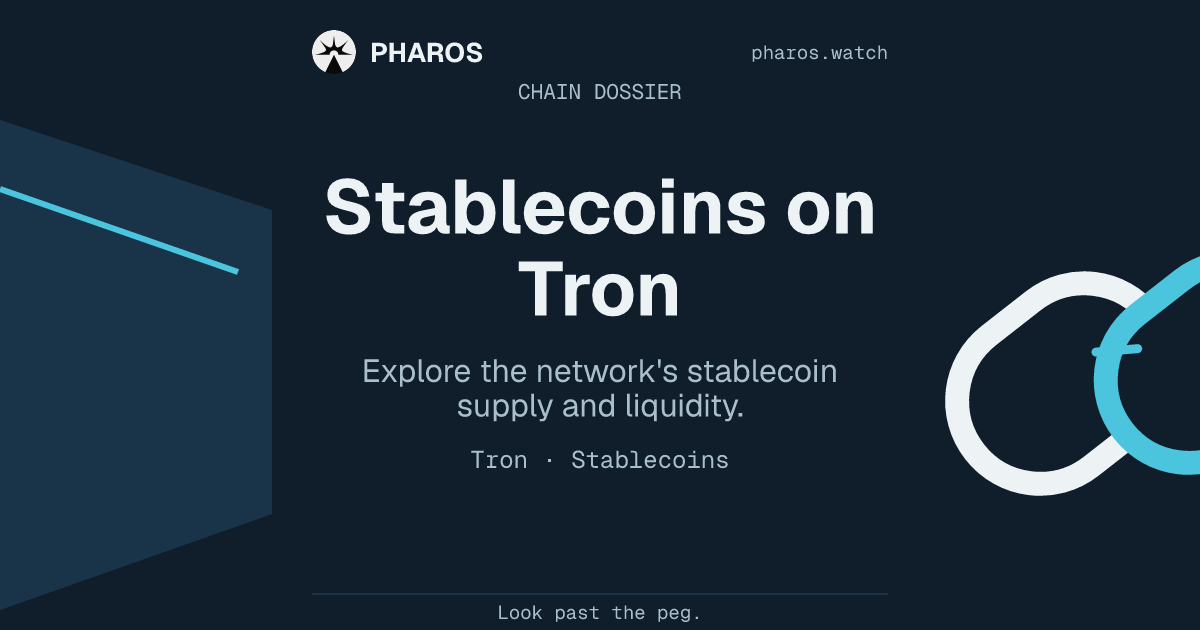 PHAROS
pharos.watch
CHAIN DOSSIER
Stablecoins on
Tron
Explore the network's stablecoin
supply and liquidity.
Tron · Stablecoins
Look past the peg.